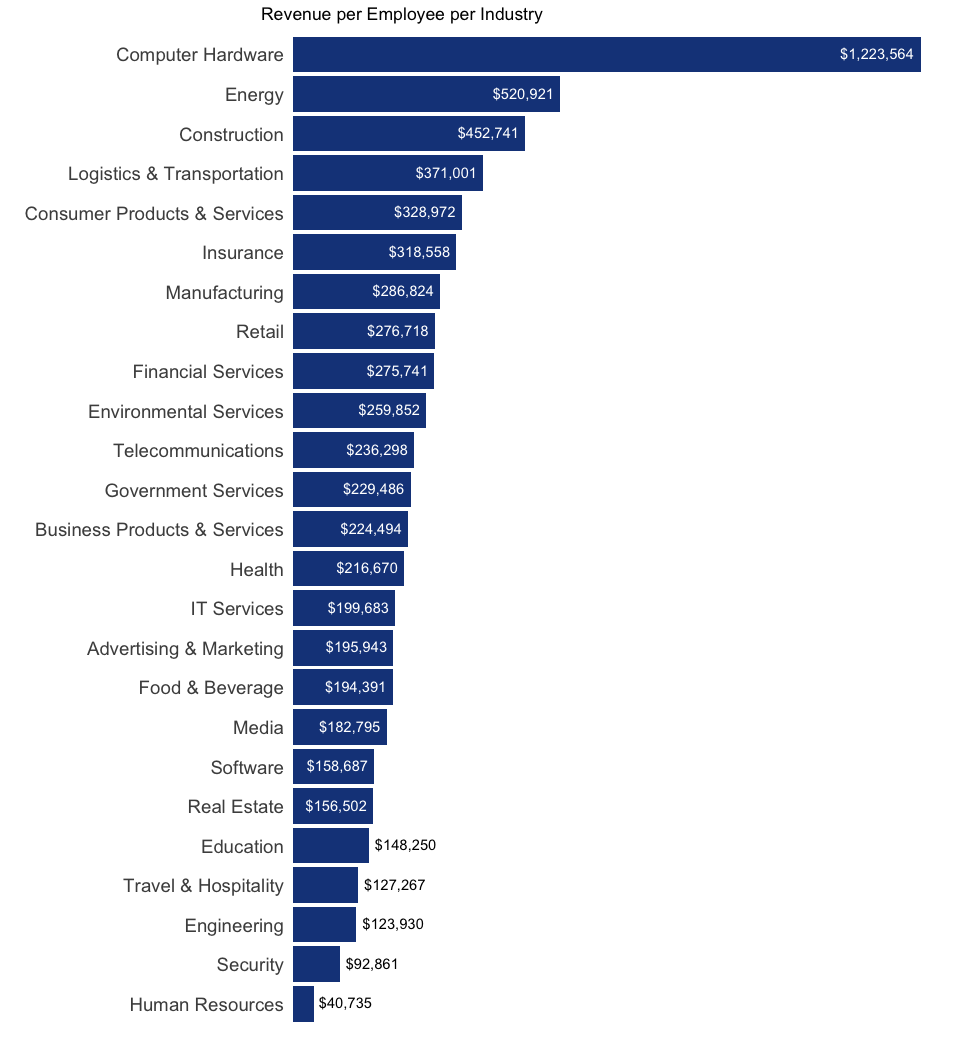 Revenue per Employee per Industry
Computer Hardware $1,223,564
Energy $520,921
Construction $452,741
Logistics & Transportation $371,001
Consumer Products & Services $328,972
Insurance $318,558
Manufacturing $286,824
Retail $276,718
Financial Services $275,741
Environmental Services $259,852
Telecommunications $236,298
Government Services $229,486
Business Products & Services $224,494
Health $216,670
IT Services $199,683
Advertising & Marketing $195,943
Food & Beverage $194,391
Media $182,795
Software $158,687
Real Estate $156,502
Education $148,250
Travel & Hospitality $127,267
Engineering $123,930
Security $92,861
Human Resources $40,735